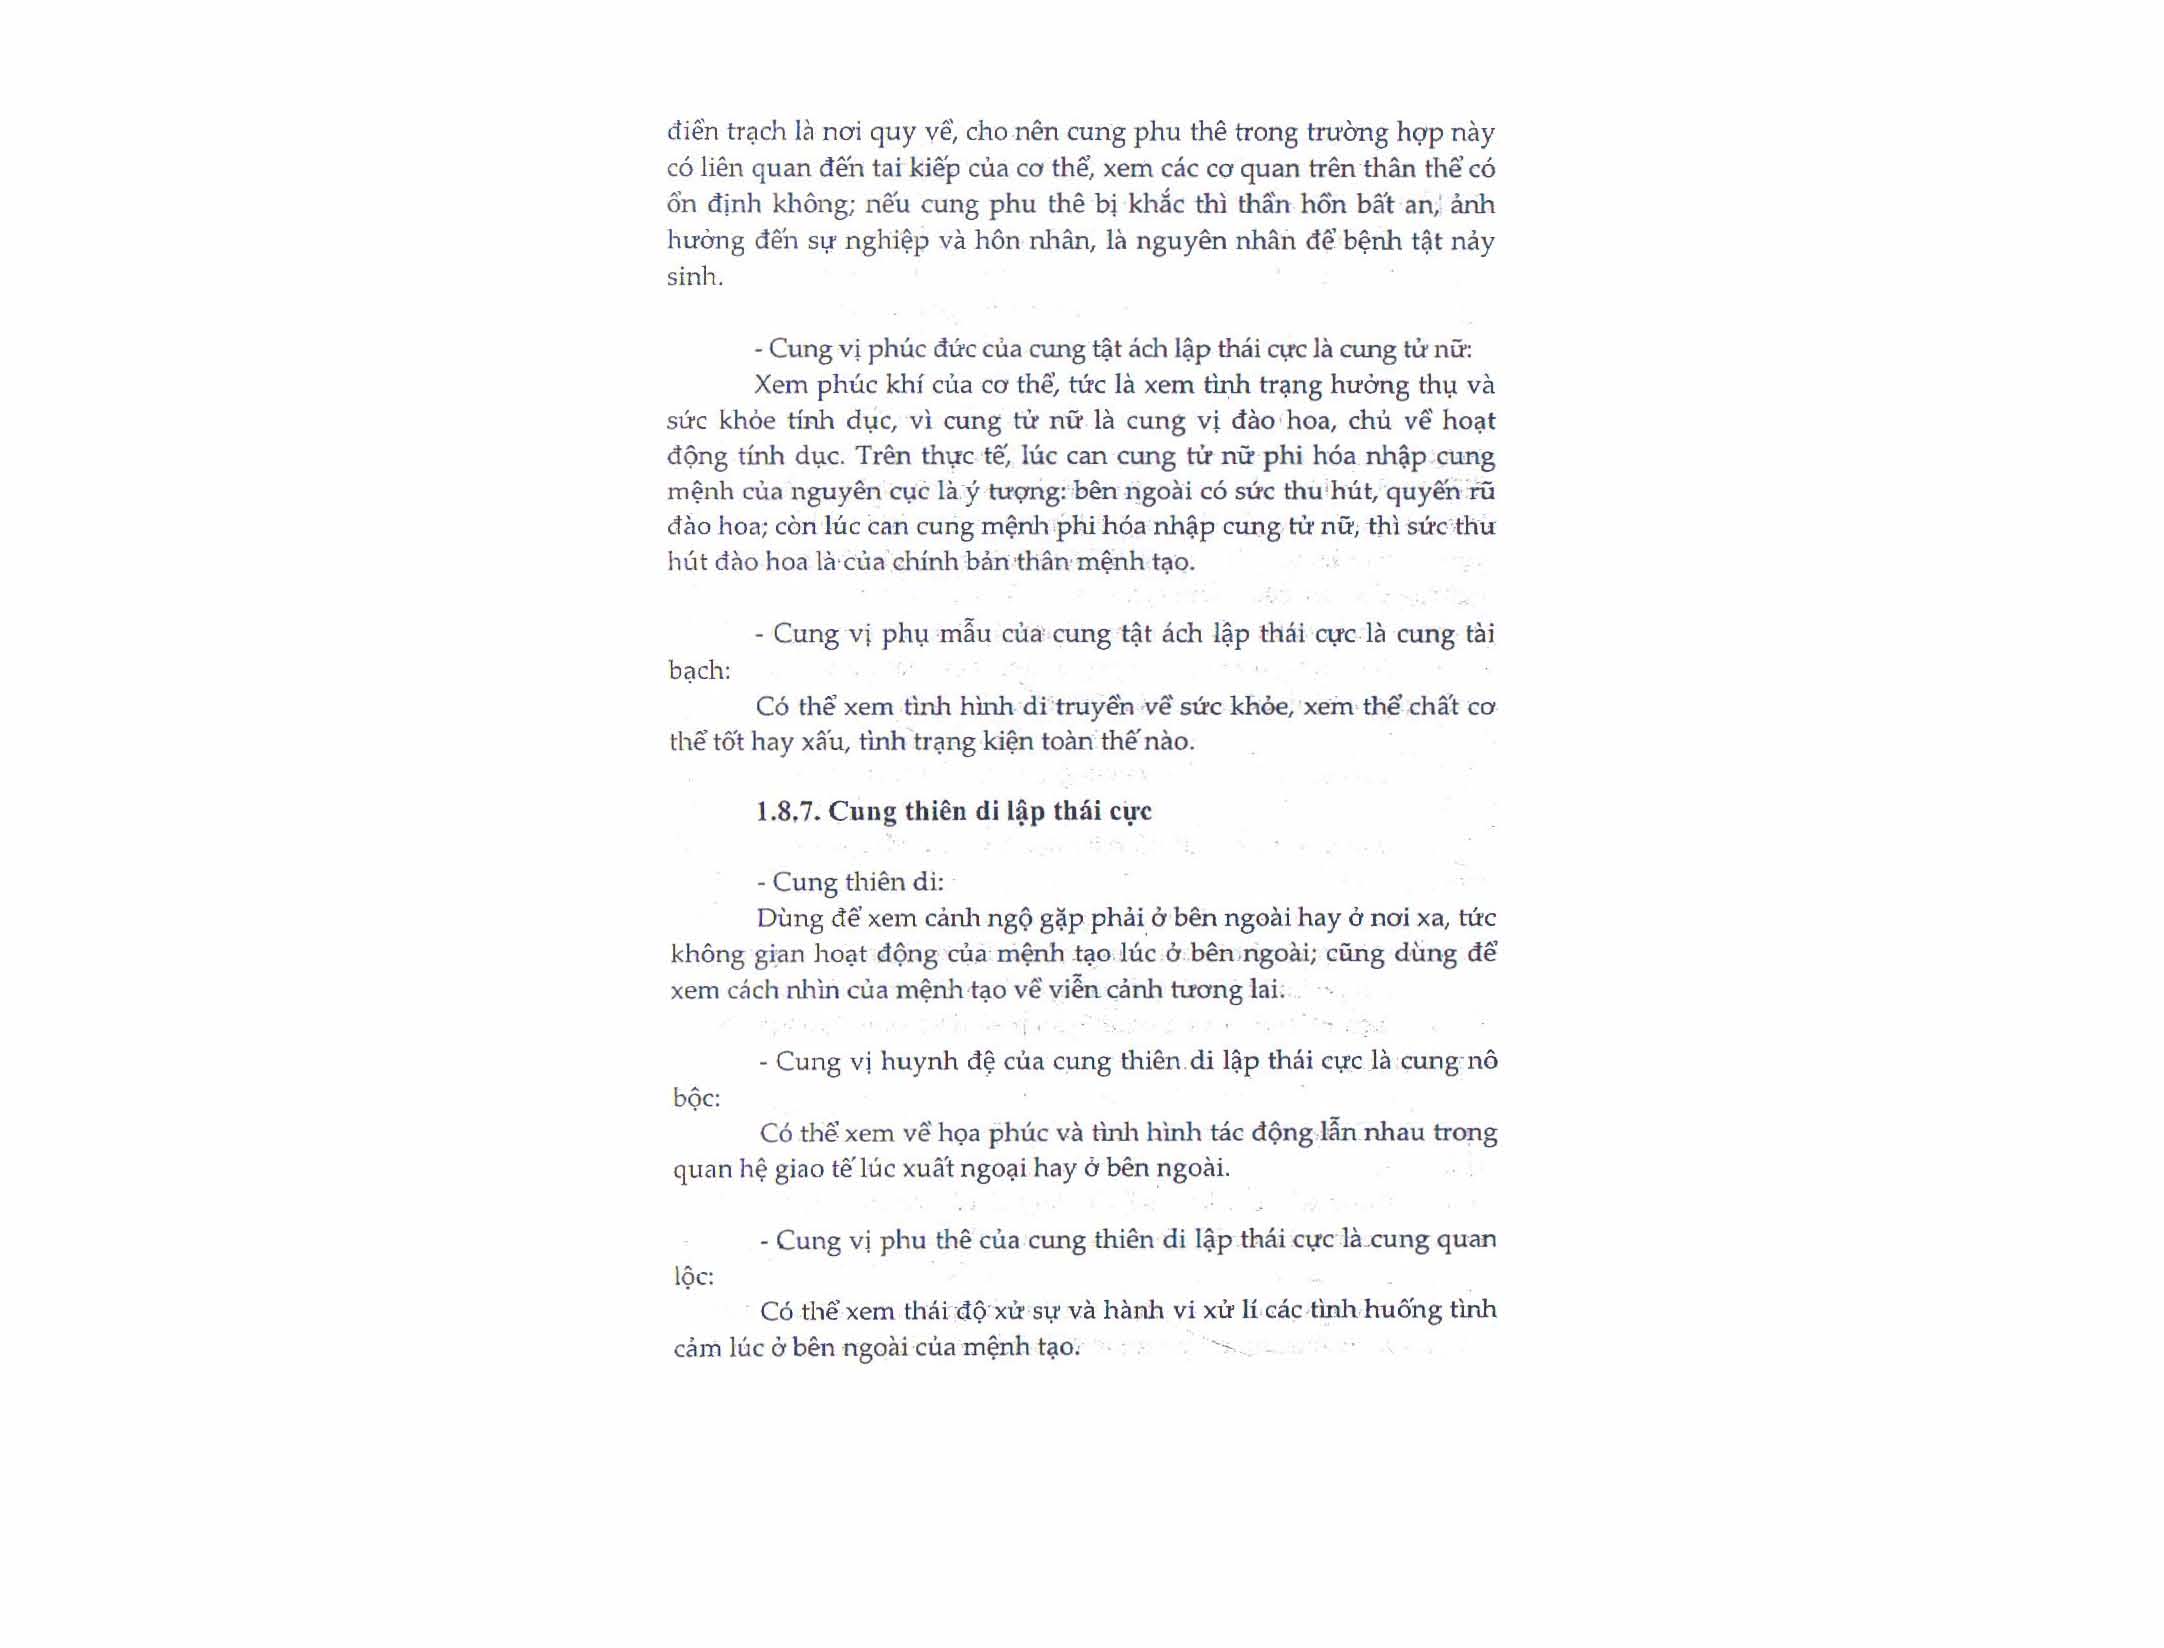 điền trạch là nơi quy về, cho nên cung phu thê trong trường hợp này
có liên quan đến tai kiếp của cơ thể, xem các cơ quan trên thân thể có
ổn định không; nếu cung phu thê bị khắc thì thần hồn bất an, ảnh
hưởng đến sự nghiệp và hôn nhân, là nguyên nhân để bệnh tật nảy
sinh.
- Cung vị phúc đức của cung tật ách lập thái cực là cung tử nữ:
Xem phúc khí của cơ thể, tức là xem tình trạng hưởng thụ và
sức khỏe tính dục, vì cung tử nữ là cung vị đào hoa, chủ về hoạt
động tính dục. Trên thực tế, lúc can cung tử nữ phi hóa nhập cung
mệnh của nguyên cục là ý tượng: bên ngoài có sức thu hút, quyến rũ
đào hoa; còn lúc can cung mệnh phi hóa nhập cung tử nữ, thì sức thu
hút đào hoa là của chính bản thân mệnh tạo.
- Cung vị phụ mẫu của cung tật ách lập thái cực là cung tài
bạch:
Có thể xem tình hình di truyền về sức khỏe, xem thể chất cơ
thể tốt hay xấu, tình trạng kiện toàn thế nào.
1.8.7. Cung thiên di lập thái cực
- Cung thiên di:
Dùng để xem cảnh ngộ gặp phải ở bên ngoài hay ở nơi xa, tức
không gian hoạt động của mệnh tạo lúc ở bên ngoài; cũng dùng để
xem cách nhìn của mệnh tạo về viễn cảnh tương lai.
- Cung vị huynh đệ của cung thiên di lập thái cực là cung nô
bộc:
Có thể xem về họa phúc và tình hình tác động lẫn nhau trong
quan hệ giao tế lúc xuất ngoại hay ở bên ngoài.
- Cung vị phu thê của cung thiên di lập thái cực là cung quan
lộc:
Có thể xem thái độ xử sự và hành vi xử lí các tình huống tình
cảm lúc ở bên ngoài của mệnh tạo.